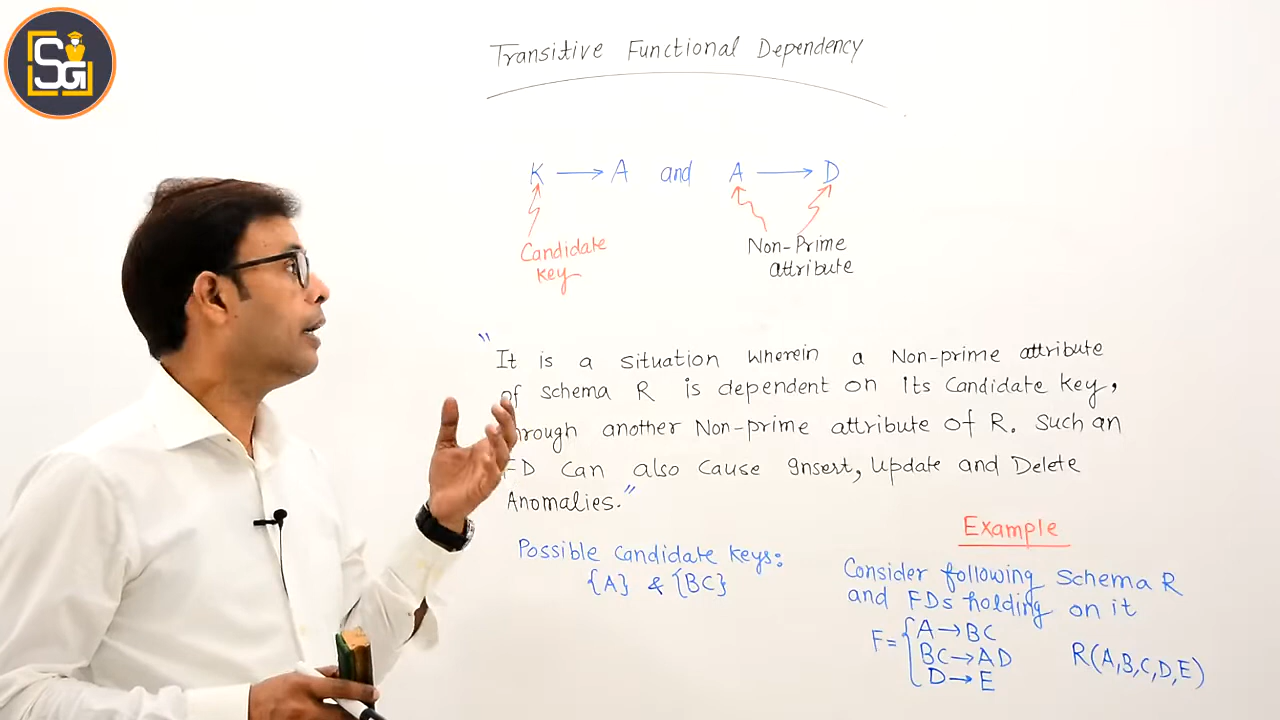 SG
Transitive Functional Dependency
K → A and A → D
Candidate Key
Non-Prime attribute
" It is a situation wherein a Non-prime attribute
of schema R is dependent on its Candidate key,
through another Non-prime attribute of R. Such an
FD can also cause Insert, Update and Delete
Anomalies."
Possible Candidate keys:
{A} & {BC}
Example
Consider following Schema R
and FDs holding on it
F = { A → BC
BC → AD
D → E
R(A,B,C,D,E)